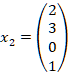 x₂ = (2
3
0
1)